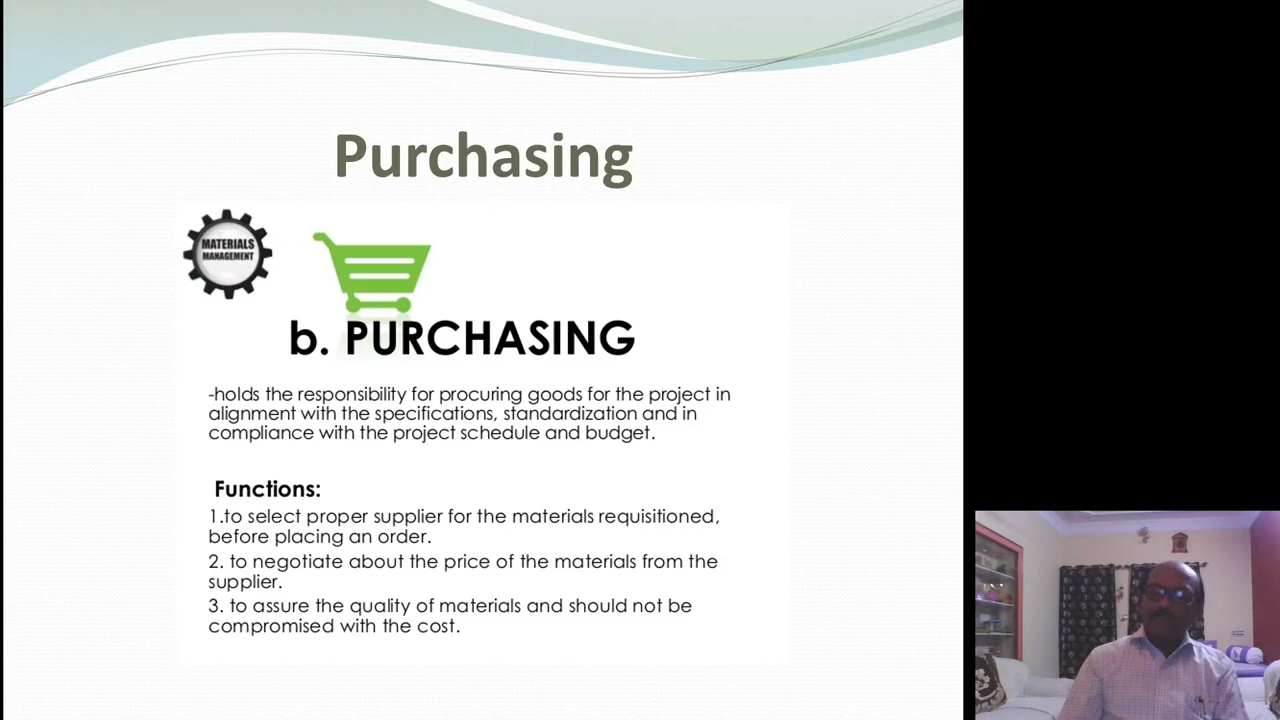 Purchasing
MATERIALS
MANAGEMENT
b. PURCHASING
-holds the responsibility for procuring goods for the project in
alignment with the specifications, standardization and in
compliance with the project schedule and budget.
Functions:
1.to select proper supplier for the materials requisitioned,
before placing an order.
2. to negotiate about the price of the materials from the
supplier.
3. to assure the quality of materials and should not be
compromised with the cost.